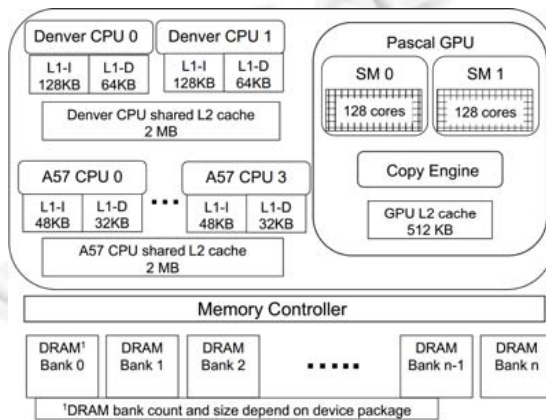 Denver CPU 0
Denver CPU 1
L1-I
128KB
L1-D
64KB
L1-I
128KB
L1-D
64KB
Denver CPU shared L2 cache
2 MB
A57 CPU 0
A57 CPU 3
L1-I
48KB
L1-D
32KB
L1-I
48KB
L1-D
32KB
A57 CPU shared L2 cache
2 MB
Pascal GPU
SM 0
SM 1
128 cores
128 cores
Copy Engine
GPU L2 cache
512 KB
Memory Controller
DRAM¹
Bank 0
DRAM
Bank 1
DRAM
Bank 2
DRAM
Bank n-1
DRAM
Bank n
¹DRAM bank count and size depend on device package